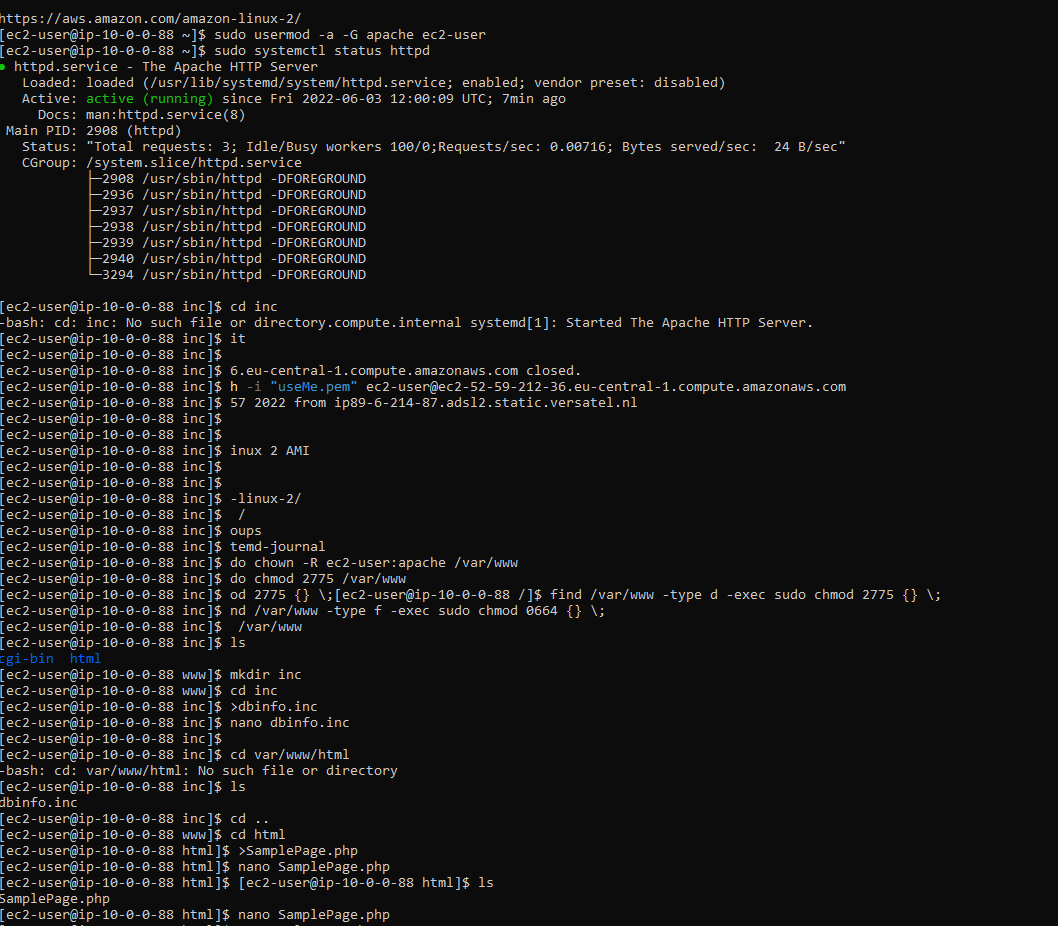 https://aws.amazon.com/amazon-linux-2/
[ec2-user@ip-10-0-0-88 ~]$ sudo usermod -a -G apache ec2-user
[ec2-user@ip-10-0-0-88 ~]$ sudo systemctl status httpd
● httpd.service - The Apache HTTP Server
   Loaded: loaded (/usr/lib/systemd/system/httpd.service; enabled; vendor preset: disabled)
   Active: active (running) since Fri 2022-06-03 12:00:09 UTC; 7min ago
     Docs: man:httpd.service(8)
 Main PID: 2908 (httpd)
   Status: "Total requests: 3; Idle/Busy workers 100/0;Requests/sec: 0.00716; Bytes served/sec:  24 B/sec"
   CGroup: /system.slice/httpd.service
           ├─2908 /usr/sbin/httpd -DFOREGROUND
           ├─2936 /usr/sbin/httpd -DFOREGROUND
           ├─2937 /usr/sbin/httpd -DFOREGROUND
           ├─2938 /usr/sbin/httpd -DFOREGROUND
           ├─2939 /usr/sbin/httpd -DFOREGROUND
           ├─2940 /usr/sbin/httpd -DFOREGROUND
           └─3294 /usr/sbin/httpd -DFOREGROUND
[ec2-user@ip-10-0-0-88 inc]$ cd inc
-bash: cd: inc: No such file or directory.compute.internal systemd[1]: Started The Apache HTTP Server.
[ec2-user@ip-10-0-0-88 inc]$ it
[ec2-user@ip-10-0-0-88 inc]$
[ec2-user@ip-10-0-0-88 inc]$ 6.eu-central-1.compute.amazonaws.com closed.
[ec2-user@ip-10-0-0-88 inc]$ h -i "useMe.pem" ec2-user@ec2-52-59-212-36.eu-central-1.compute.amazonaws.com
[ec2-user@ip-10-0-0-88 inc]$ 57 2022 from ip89-6-214-87.adsl2.static.versatel.nl
[ec2-user@ip-10-0-0-88 inc]$
[ec2-user@ip-10-0-0-88 inc]$
[ec2-user@ip-10-0-0-88 inc]$ inux 2 AMI
[ec2-user@ip-10-0-0-88 inc]$
[ec2-user@ip-10-0-0-88 inc]$
[ec2-user@ip-10-0-0-88 inc]$ -linux-2/
[ec2-user@ip-10-0-0-88 inc]$  /
[ec2-user@ip-10-0-0-88 inc]$ oups
[ec2-user@ip-10-0-0-88 inc]$ temd-journal
[ec2-user@ip-10-0-0-88 inc]$ do chown -R ec2-user:apache /var/www
[ec2-user@ip-10-0-0-88 inc]$ do chmod 2775 /var/www
[ec2-user@ip-10-0-0-88 inc]$ od 2775 {} \;[ec2-user@ip-10-0-0-88 /]$ find /var/www -type d -exec sudo chmod 2775 {} \;
[ec2-user@ip-10-0-0-88 inc]$ nd /var/www -type f -exec sudo chmod 0664 {} \;
[ec2-user@ip-10-0-0-88 inc]$  /var/www
[ec2-user@ip-10-0-0-88 inc]$ ls
cgi-bin  html
[ec2-user@ip-10-0-0-88 www]$ mkdir inc
[ec2-user@ip-10-0-0-88 www]$ cd inc
[ec2-user@ip-10-0-0-88 inc]$ >dbinfo.inc
[ec2-user@ip-10-0-0-88 inc]$ nano dbinfo.inc
[ec2-user@ip-10-0-0-88 inc]$
[ec2-user@ip-10-0-0-88 inc]$ cd var/www/html
-bash: cd: var/www/html: No such file or directory
[ec2-user@ip-10-0-0-88 inc]$ ls
dbinfo.inc
[ec2-user@ip-10-0-0-88 inc]$ cd ..
[ec2-user@ip-10-0-0-88 www]$ cd html
[ec2-user@ip-10-0-0-88 html]$ >SamplePage.php
[ec2-user@ip-10-0-0-88 html]$ nano SamplePage.php
[ec2-user@ip-10-0-0-88 html]$ [ec2-user@ip-10-0-0-88 html]$ ls
SamplePage.php
[ec2-user@ip-10-0-0-88 html]$ nano SamplePage.php